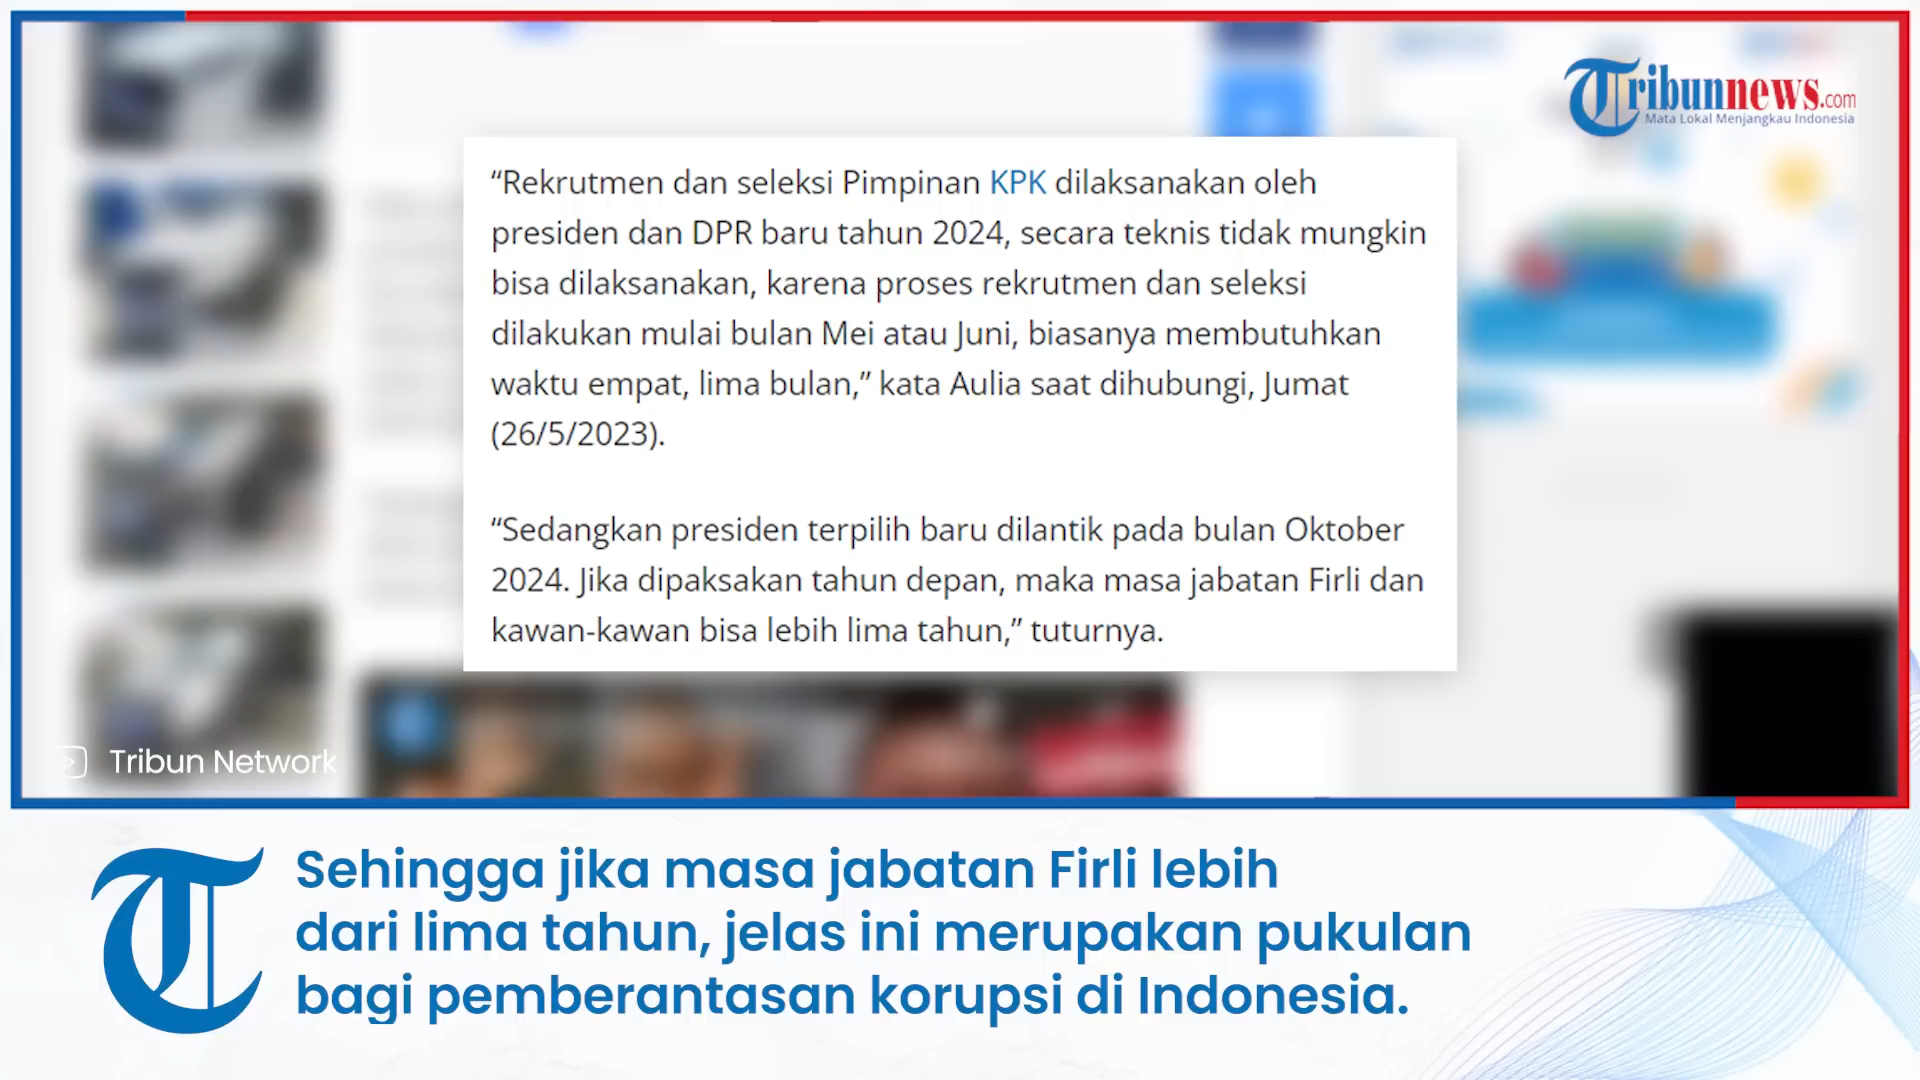 Tribunnews.com
Mata Lokal Menjangkau Indonesia
“Rekrutmen dan seleksi Pimpinan KPK dilaksanakan oleh
presiden dan DPR baru tahun 2024, secara teknis tidak mungkin
bisa dilaksanakan, karena proses rekrutmen dan seleksi
dilakukan mulai bulan Mei atau Juni, biasanya membutuhkan
waktu empat, lima bulan,” kata Aulia saat dihubungi, Jumat
(26/5/2023).
“Sedangkan presiden terpilih baru dilantik pada bulan Oktober
2024. Jika dipaksakan tahun depan, maka masa jabatan Firli dan
kawan-kawan bisa lebih lima tahun,” tuturnya.
Tribun Network
T
Sehingga jika masa jabatan Firli lebih
dari lima tahun, jelas ini merupakan pukulan
bagi pemberantasan korupsi di Indonesia.